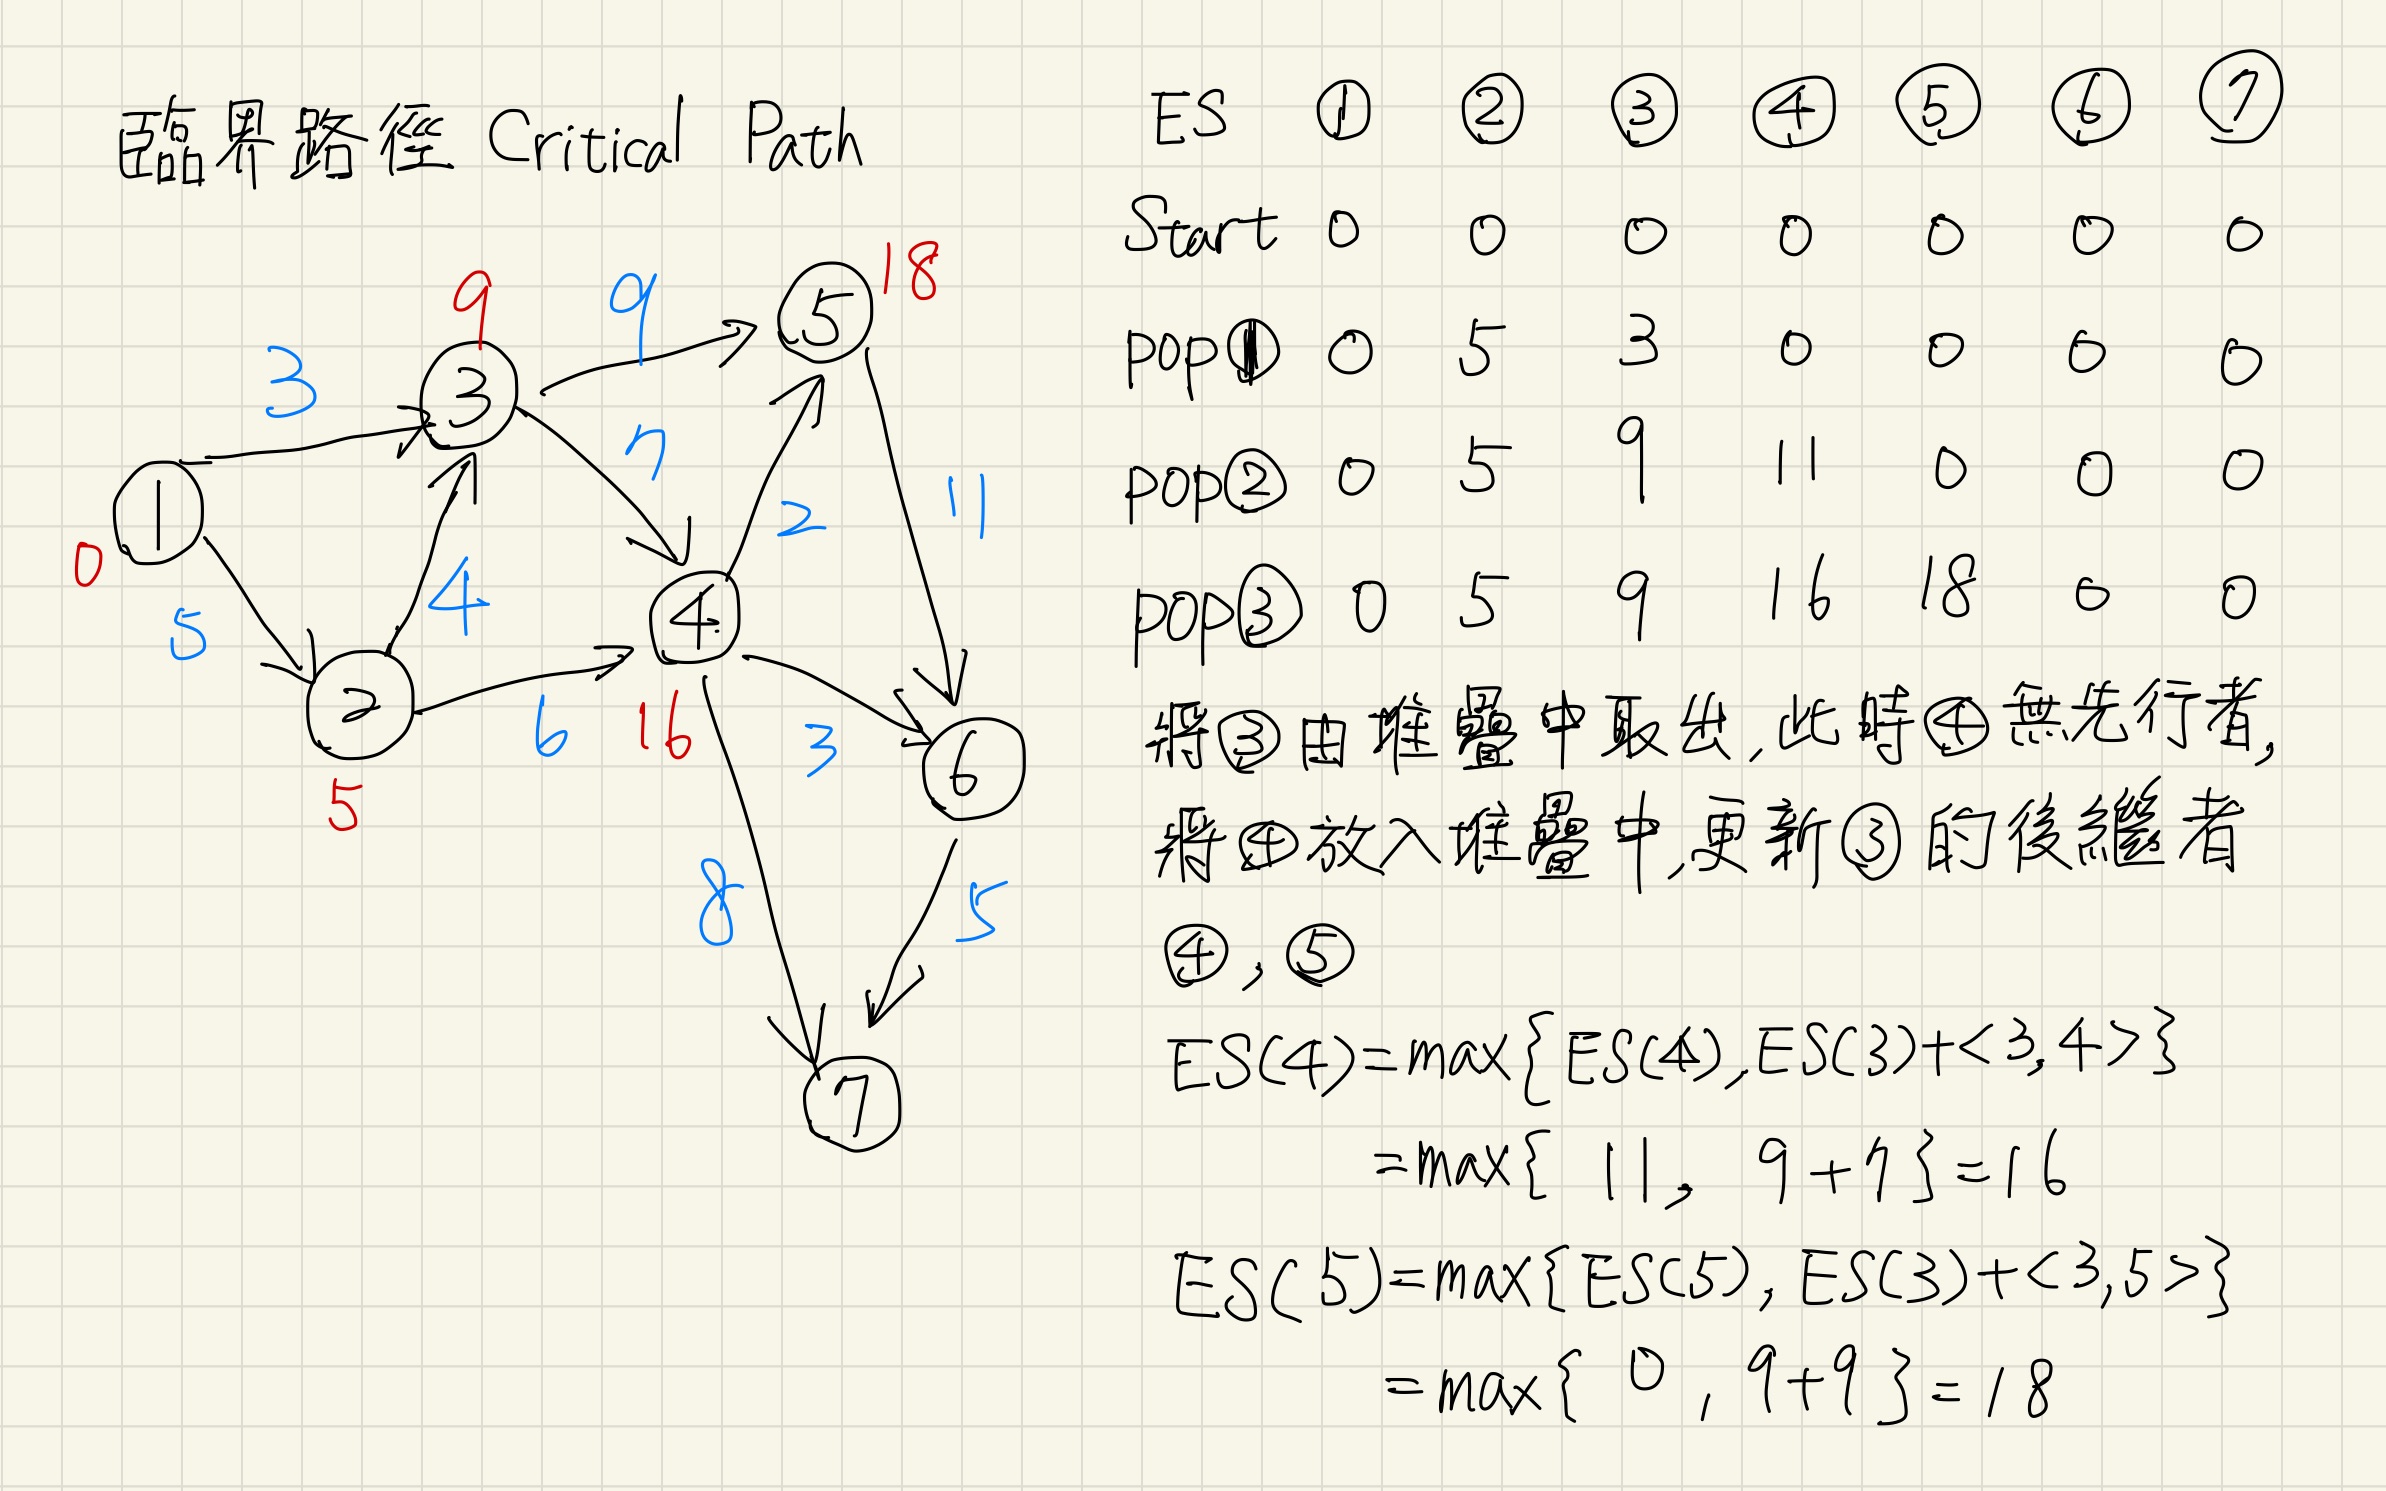 臨界路徑 Critical Path
3
9
9
18
5
3
7
1
2
11
0
5
4
4
2
6
16
3
6
5
8
5
7
ES ① ② ③ ④ ⑤ ⑥ ⑦
Start 0 0 0 0 0 0 0
pop① 0 5 3 0 0 0 0
pop② 0 5 9 11 0 0 0
pop③ 0 5 9 16 18 0 0
將③由堆疊中取出,此時④無先行者,
將④放入堆疊中,更新③的後繼者
④,⑤
ES(4)=max{ES(4),ES(3)+<3,4>}
=max{ 11, 9+7}=16
ES(5)=max{ES(5),ES(3)+<3,5>}
=max{ 0 , 9+9 }=18